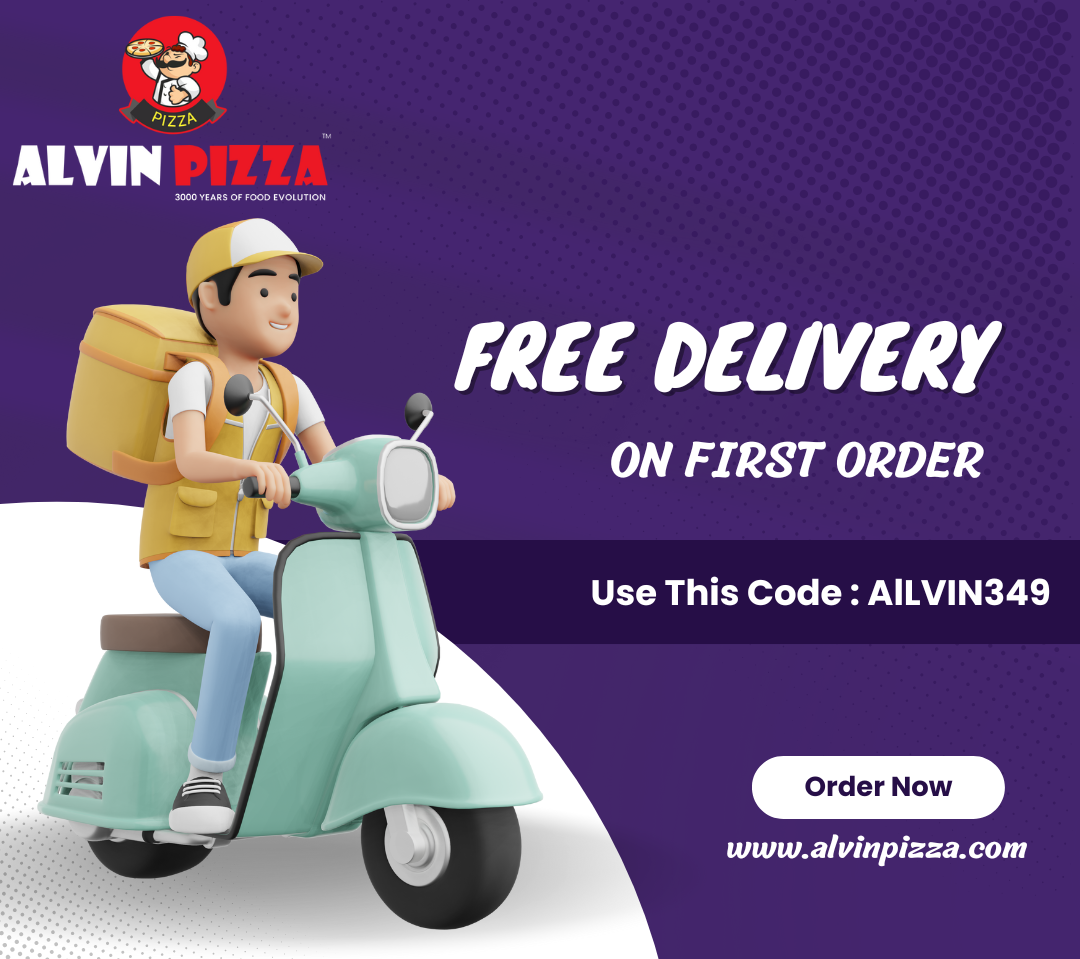 PIZZA
TM
ALVIN PIZZA
3000 YEARS OF FOOD EVOLUTION
FREE DELIVERY
ON FIRST ORDER
Use This Code : AlLVIN349
Order Now
www.alvinpizza.com